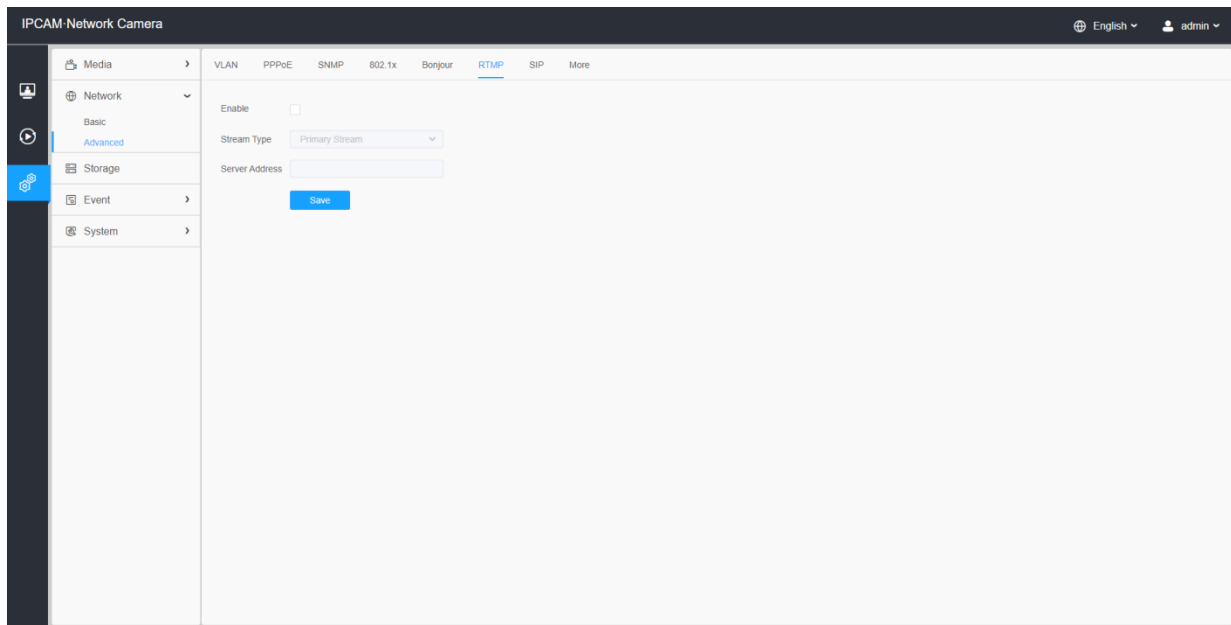 IPCAM·Network Camera
English
admin
Media
Network
Basic
Advanced
Storage
Event
System
VLAN PPPoE SNMP 802.1x Bonjour RTMP SIP More
Enable
Stream Type Primary Stream
Server Address
Save